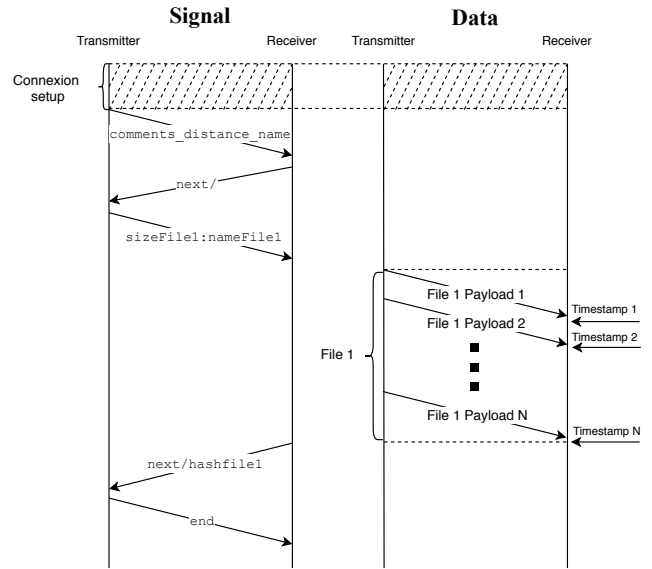 Signal
Data
Transmitter
Receiver
Transmitter
Receiver
Connexion
setup
comments_distance_name
next/
sizeFile1:nameFile1
File 1 Payload 1
Timestamp 1
File 1 Payload 2
Timestamp 2
File 1
File 1 Payload N
Timestamp N
next/hashfile1
end